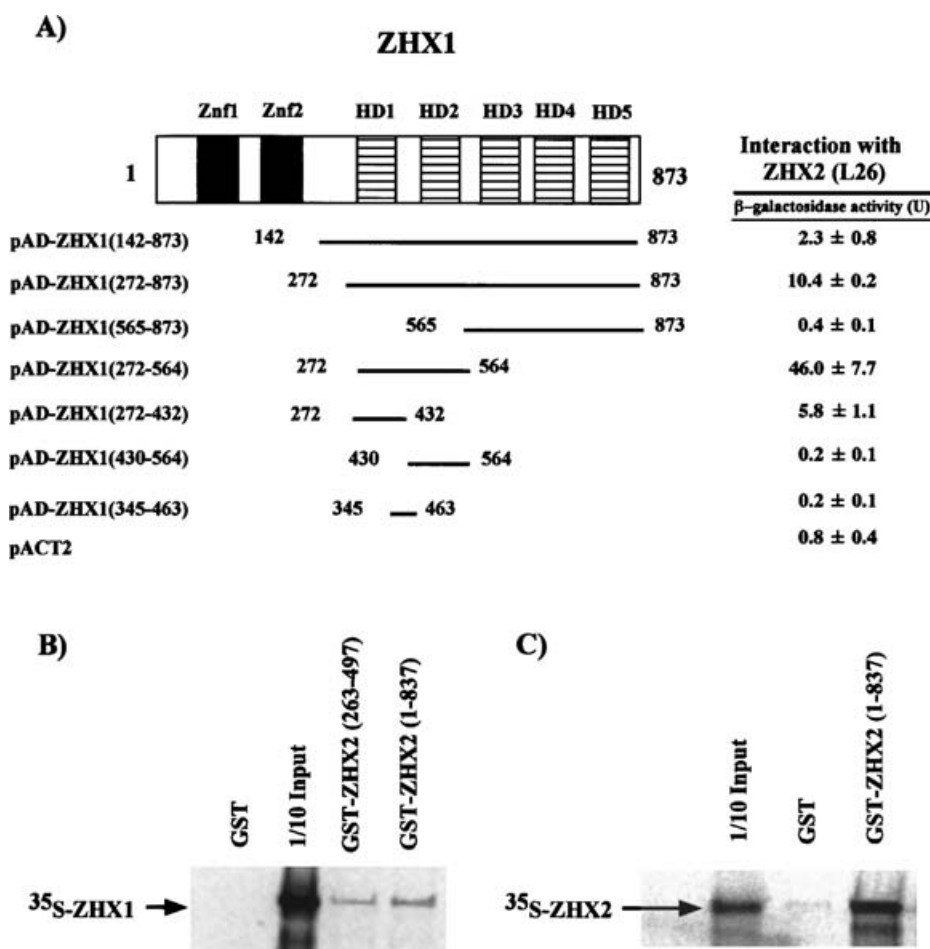 A)
ZHX1
Znf1 Znf2 HD1 HD2 HD3 HD4 HD5
1 873
Interaction with
ZHX2 (L26)
β-galactosidase activity (U)
pAD-ZHX1(142-873) 142 873 2.3 ± 0.8
pAD-ZHX1(272-873) 272 873 10.4 ± 0.2
pAD-ZHX1(565-873) 565 873 0.4 ± 0.1
pAD-ZHX1(272-564) 272 564 46.0 ± 7.7
pAD-ZHX1(272-432) 272 432 5.8 ± 1.1
pAD-ZHX1(430-564) 430 564 0.2 ± 0.1
pAD-ZHX1(345-463) 345 463 0.2 ± 0.1
pACT2 0.8 ± 0.4
B)
GST
1/10 Input
GST-ZHX2 (263-497)
GST-ZHX2 (1-837)
35S-ZHX1
C)
1/10 Input
GST
GST-ZHX2 (1-837)
35S-ZHX2